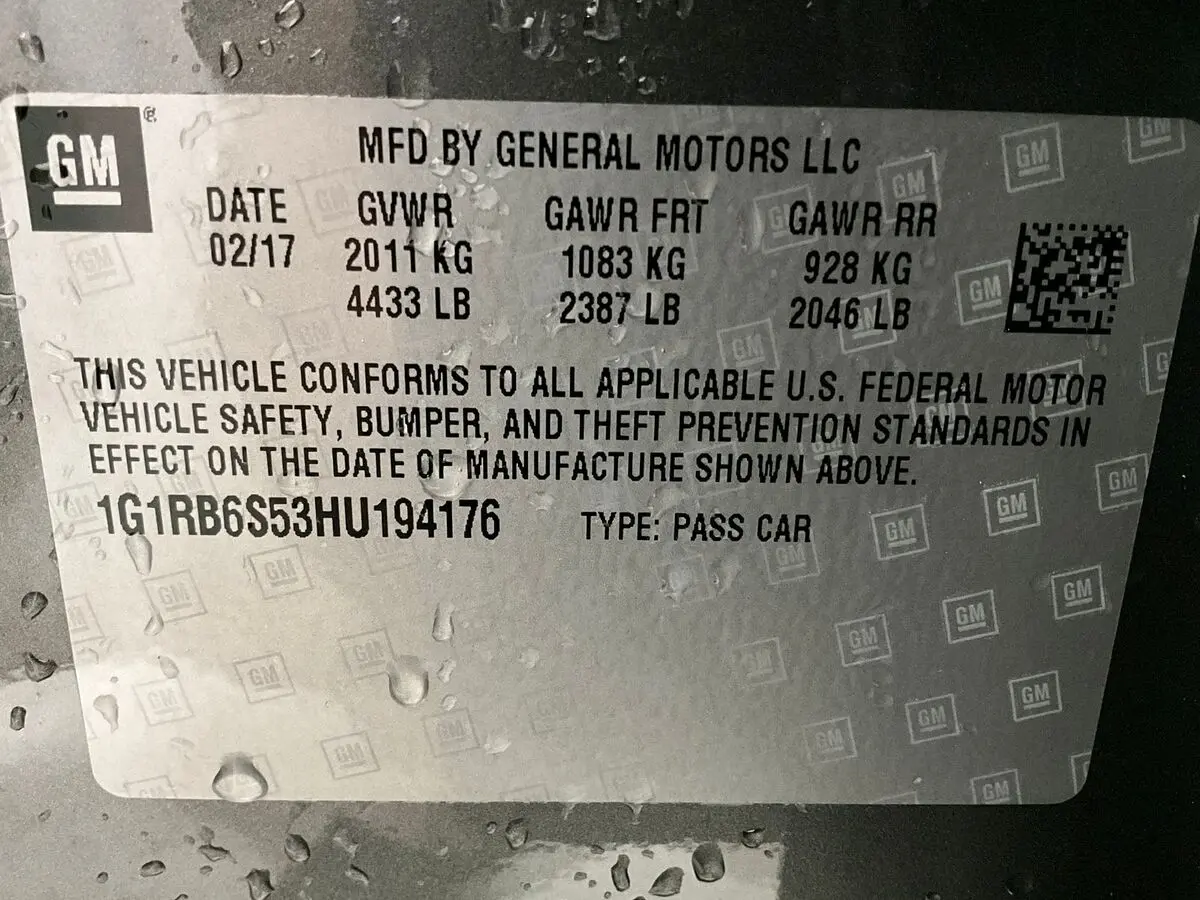 GM
MFD BY GENERAL MOTORS LLC
DATE GVWR GAWR FRT GAWR RR
02/17 2011 KG 1083 KG 928 KG
4433 LB 2387 LB 2046 LB
THIS VEHICLE CONFORMS TO ALL APPLICABLE U.S. FEDERAL MOTOR
VEHICLE SAFETY, BUMPER, AND THEFT PREVENTION STANDARDS IN
EFFECT ON THE DATE OF MANUFACTURE SHOWN ABOVE.
1G1RB6S53HU194176 TYPE: PASS CAR